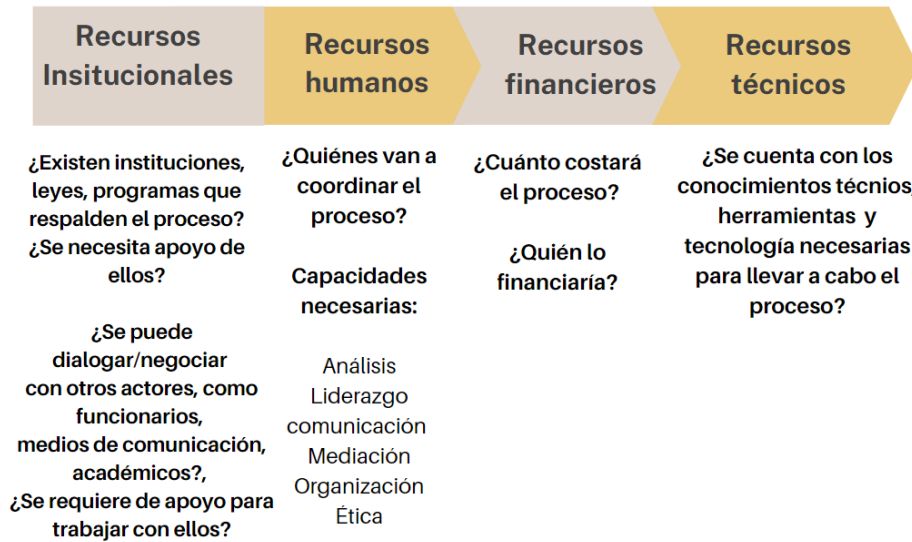 Recursos
Insitucionales
¿Existen instituciones,
leyes, programas que
respalden el proceso?
¿Se necesita apoyo de
ellos?
¿Se puede
dialogar/negociar
con otros actores, como
funcionarios,
medios de comunicación,
académicos?,
¿Se requiere de apoyo para
trabajar con ellos?
Recursos
humanos
¿Quiénes van a
coordinar el
proceso?
Capacidades
necesarias:
Análisis
Liderazgo
comunicación
Mediación
Organización
Ética
Recursos
financieros
¿Cuánto costará
el proceso?
¿Quién lo
financiaría?
Recursos
técnicos
¿Se cuenta con los
conocimientos técnios,
herramientas y
tecnología necesarias
para llevar a cabo el
proceso?